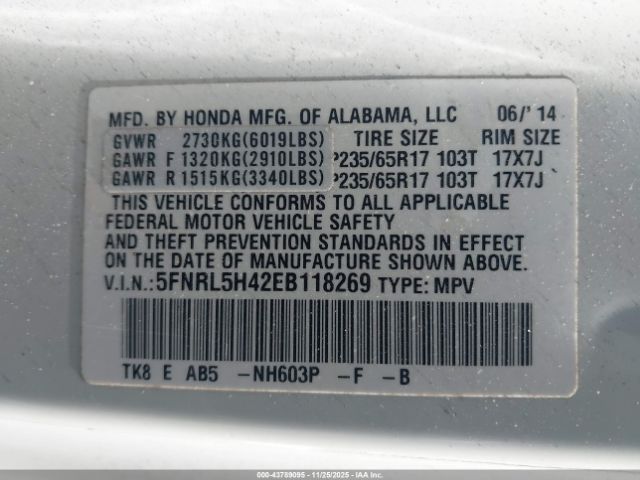 MFD. BY HONDA MFG. OF ALABAMA, LLC 06/'14
GVWR 2730KG(6019LBS) TIRE SIZE RIM SIZE
GAWR F 1320KG(2910LBS) P235/65R17 103T 17X7J
GAWR R 1515KG(3340LBS) P235/65R17 103T 17X7J
THIS VEHICLE CONFORMS TO ALL APPLICABLE
FEDERAL MOTOR VEHICLE SAFETY
AND THEFT PREVENTION STANDARDS IN EFFECT
ON THE DATE OF MANUFACTURE SHOWN ABOVE.
V.I.N.:5FNRL5H42EB118269 TYPE: MPV
TK8 E AB5 -NH603P -F -B
000-43789095 - 11/25/2025 - IAAI.COM